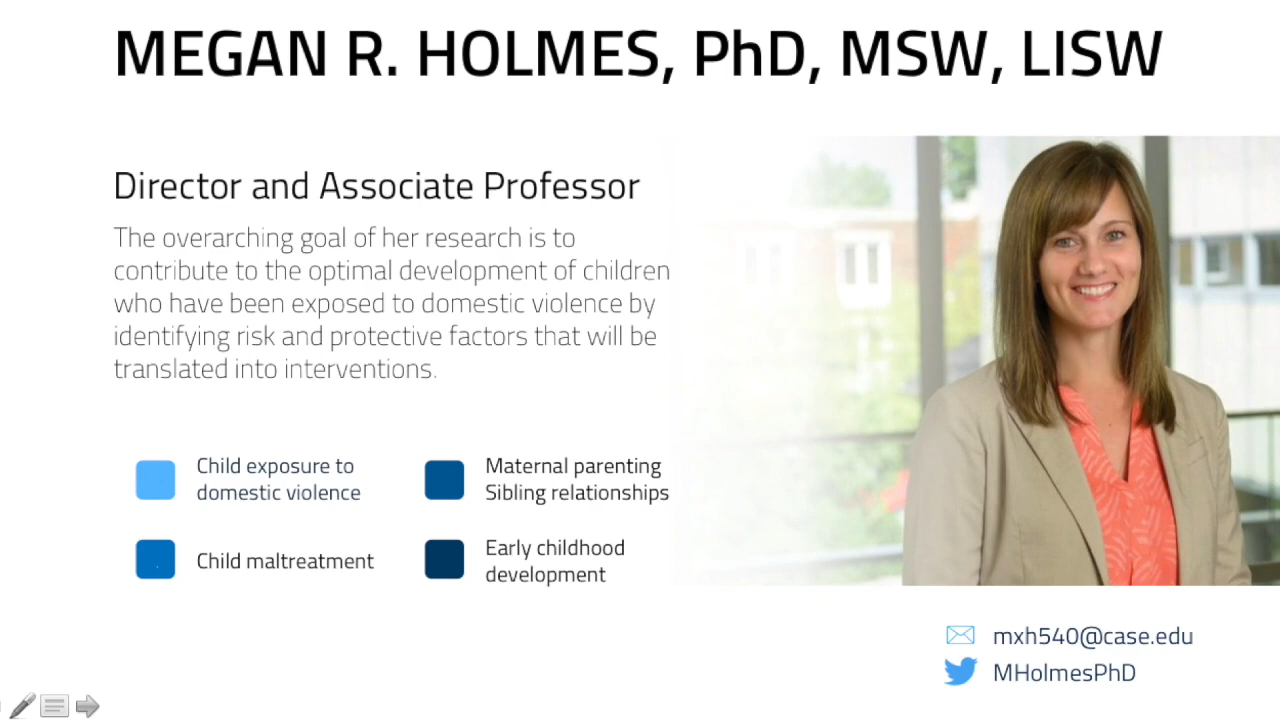 MEGAN R. HOLMES, PhD, MSW, LISW
Director and Associate Professor
The overarching goal of her research is to
contribute to the optimal development of children
who have been exposed to domestic violence by
identifying risk and protective factors that will be
translated into interventions.
Child exposure to
domestic violence
Maternal parenting
Sibling relationships
Child maltreatment
Early childhood
development
mxh540@case.edu
MHolmesPhD